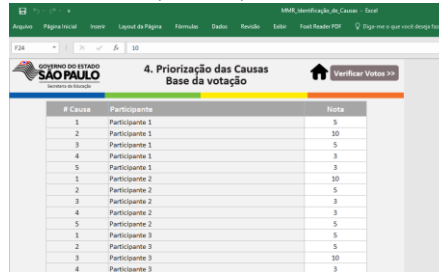 MMR_Identificação_de_Causas - Excel
Arquivo Página Inicial Inserir Layout da Página Fórmulas Dados Revisão Exibir Foxit Reader PDF Diga-me o que você deseja
F24 fx 10
GOVERNO DO ESTADO
SÃO PAULO
Secretaria da Educação
4. Priorização das Causas
Base da votação
Verificar Votos >>
# Causa Participante Nota
1 Participante 1 5
2 Participante 1 10
3 Participante 1 5
4 Participante 1 3
5 Participante 1 3
1 Participante 2 10
2 Participante 2 5
3 Participante 2 3
4 Participante 2 3
5 Participante 2 5
1 Participante 3 5
2 Participante 3 5
3 Participante 3 10
4 Participante 3 3